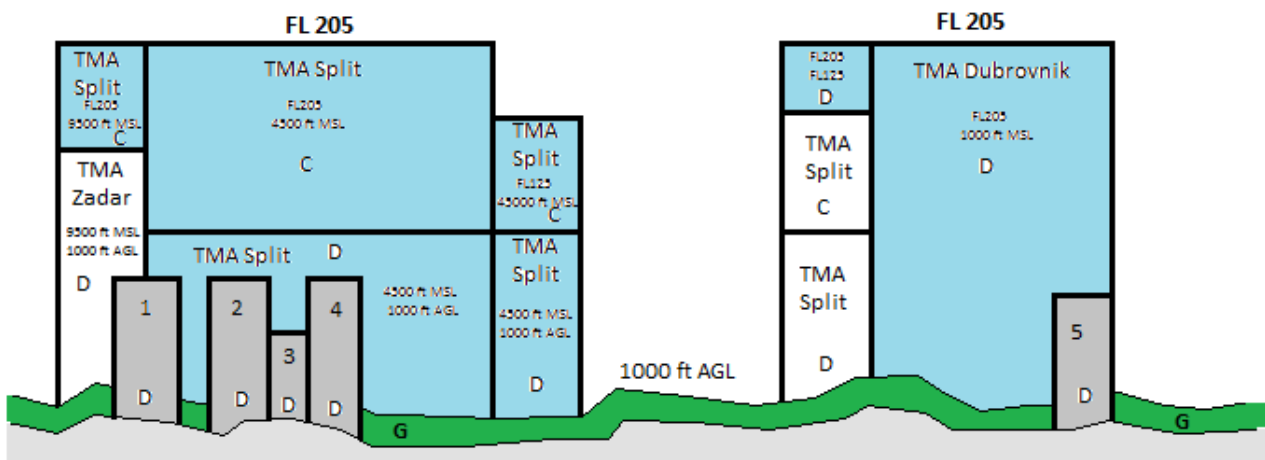 FL 205
TMA
Split
FL205
9500 ft MSL
C
TMA
Zadar
9500 ft MSL
1000 ft AGL
D
TMA Split
FL205
4500 ft MSL
C
TMA
Split
FL125
45000 ft MSL
C
TMA Split
D
4500 ft MSL
1000 ft AGL
TMA
Split
4500 ft MSL
1000 ft AGL
D
1
D
2
D
3
D
4
D
G
1000 ft AGL
FL 205
FL205
FL125
D
TMA
Split
C
TMA
Split
D
TMA Dubrovnik
FL205
1000 ft MSL
D
5
D
G